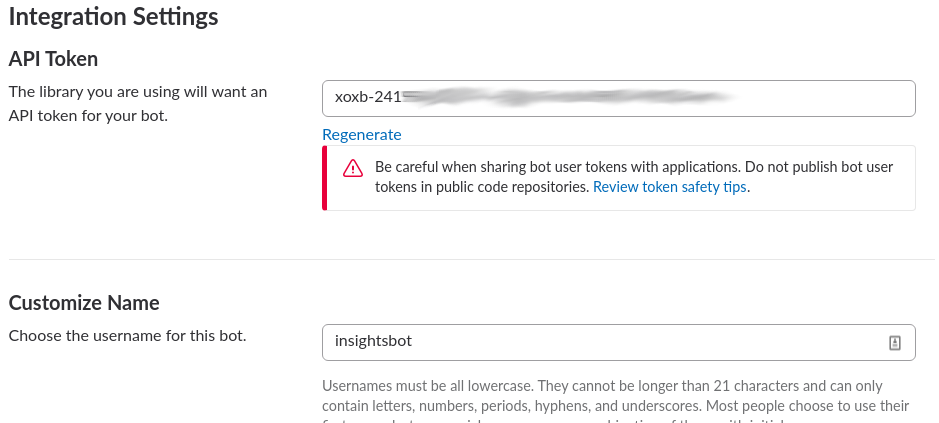 Integration Settings
API Token
The library you are using will want an
API token for your bot.
xoxb-241
Regenerate
Be careful when sharing bot user tokens with applications. Do not publish bot user
tokens in public code repositories. Review token safety tips.
Customize Name
Choose the username for this bot.
insightsbot
Usernames must be all lowercase. They cannot be longer than 21 characters and can only
contain letters, numbers, periods, hyphens, and underscores. Most people choose to use their